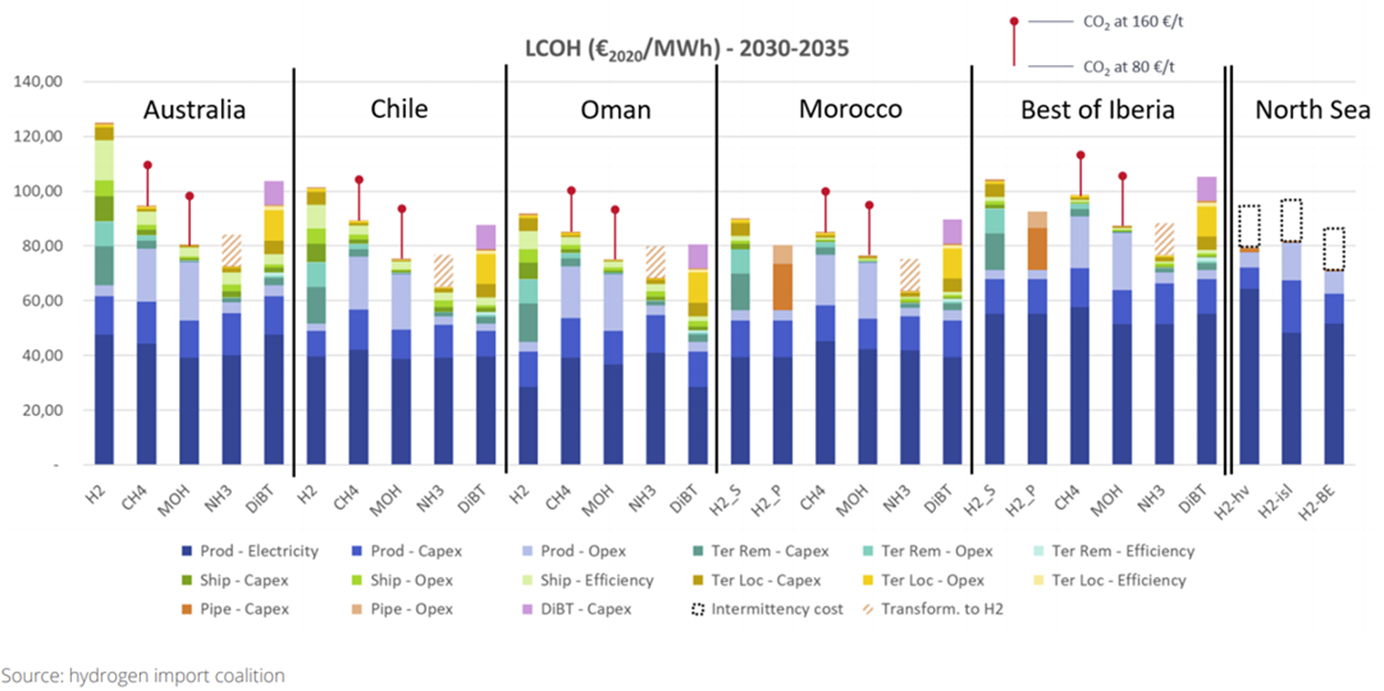 CO₂ at 160 €/t
LCOH (€₂₀₂₀/MWh) - 2030-2035
CO₂ at 80 €/t
140,00
Australia Chile Oman Morocco Best of Iberia North Sea
120,00
100,00
80,00
60,00
40,00
20,00
-
H2 CH4 MOH NH3 DiBT H2 CH4 MOH NH3 DiBT H2 CH4 MOH NH3 DiBT H2_S H2_P CH4 MOH NH3 DiBT H2_S H2_P CH4 MOH NH3 DiBT H2-hv H2-isl H2-BE
Prod - Electricity Prod - Capex Prod - Opex Ter Rem - Capex Ter Rem - Opex Ter Rem - Efficiency
Ship - Capex Ship - Opex Ship - Efficiency Ter Loc - Capex Ter Loc - Opex Ter Loc - Efficiency
Pipe - Capex Pipe - Opex DiBT - Capex Intermittency cost Transform. to H2
Source: hydrogen import coalition